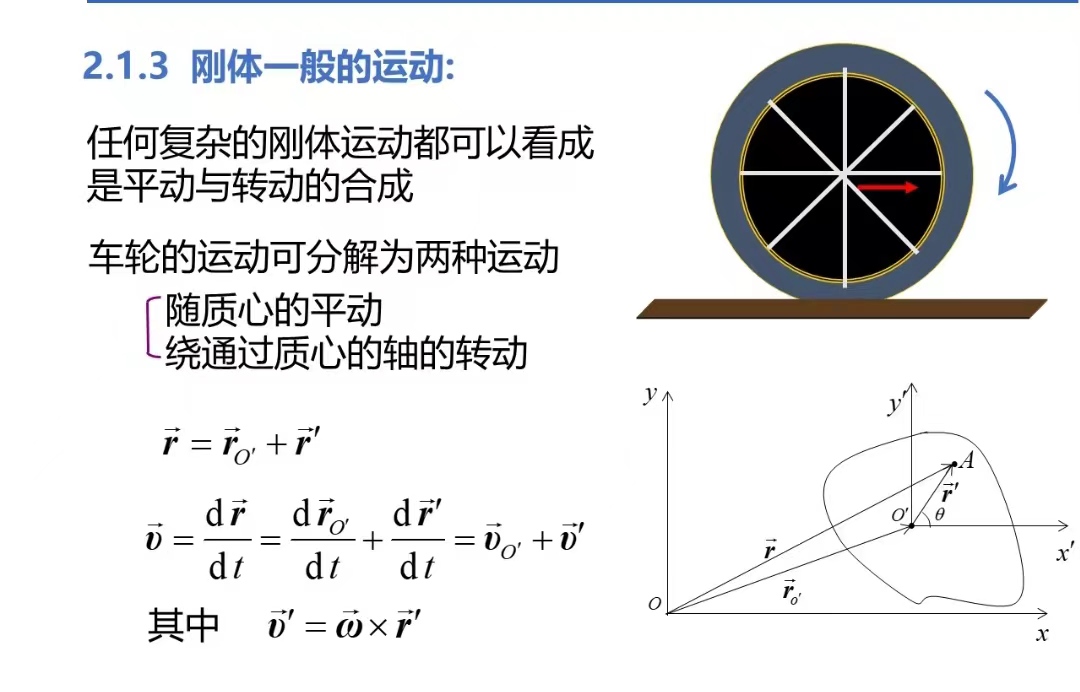 2.1.3 刚体一般的运动:
任何复杂的刚体运动都可以看成
是平动与转动的合成
车轮的运动可分解为两种运动
随质心的平动
绕通过质心的轴的转动
$\vec{r} = \vec{r}_{O'} + \vec{r}'$
$\vec{v} = \frac{d\vec{r}}{dt} = \frac{d\vec{r}_{O'}}{dt} + \frac{d\vec{r}'}{dt} = \vec{v}_{O'} + \vec{v}'$
其中 $\vec{v}' = \vec{\omega} \times \vec{r}'$
y
y'
A
$\vec{r}'$
O'
θ
x'
$\vec{r}$
$\vec{r}_{o'}$
O
x